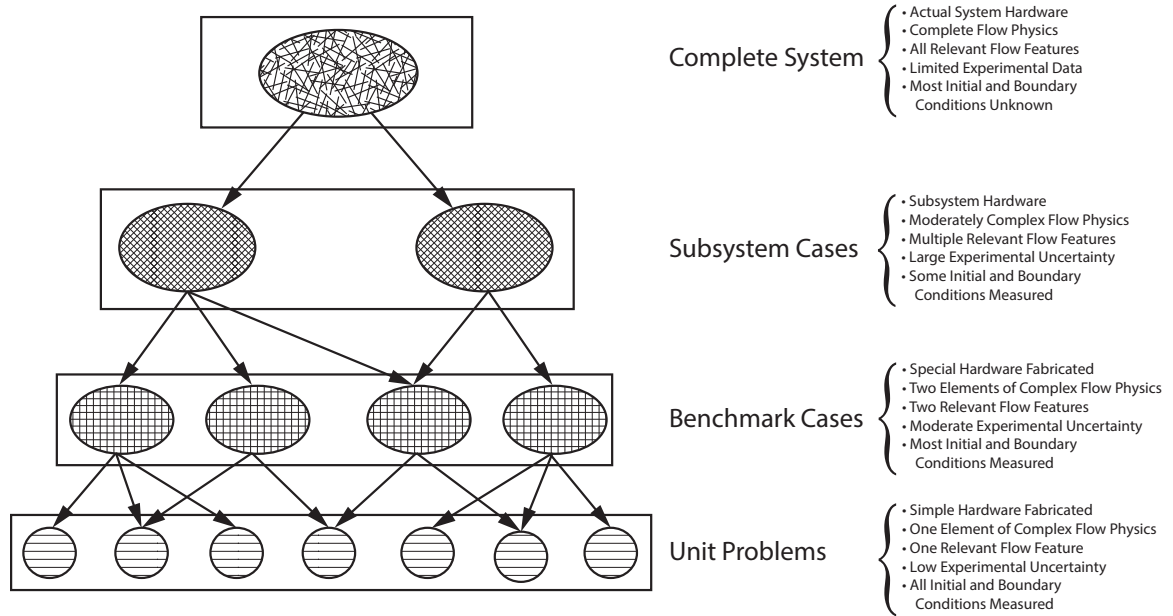 Complete System
• Actual System Hardware
• Complete Flow Physics
• All Relevant Flow Features
• Limited Experimental Data
• Most Initial and Boundary
Conditions Unknown
Subsystem Cases
• Subsystem Hardware
• Moderately Complex Flow Physics
• Multiple Relevant Flow Features
• Large Experimental Uncertainty
• Some Initial and Boundary
Conditions Measured
Benchmark Cases
• Special Hardware Fabricated
• Two Elements of Complex Flow Physics
• Two Relevant Flow Features
• Moderate Experimental Uncertainty
• Most Initial and Boundary
Conditions Measured
Unit Problems
• Simple Hardware Fabricated
• One Element of Complex Flow Physics
• One Relevant Flow Feature
• Low Experimental Uncertainty
• All Initial and Boundary
Conditions Measured